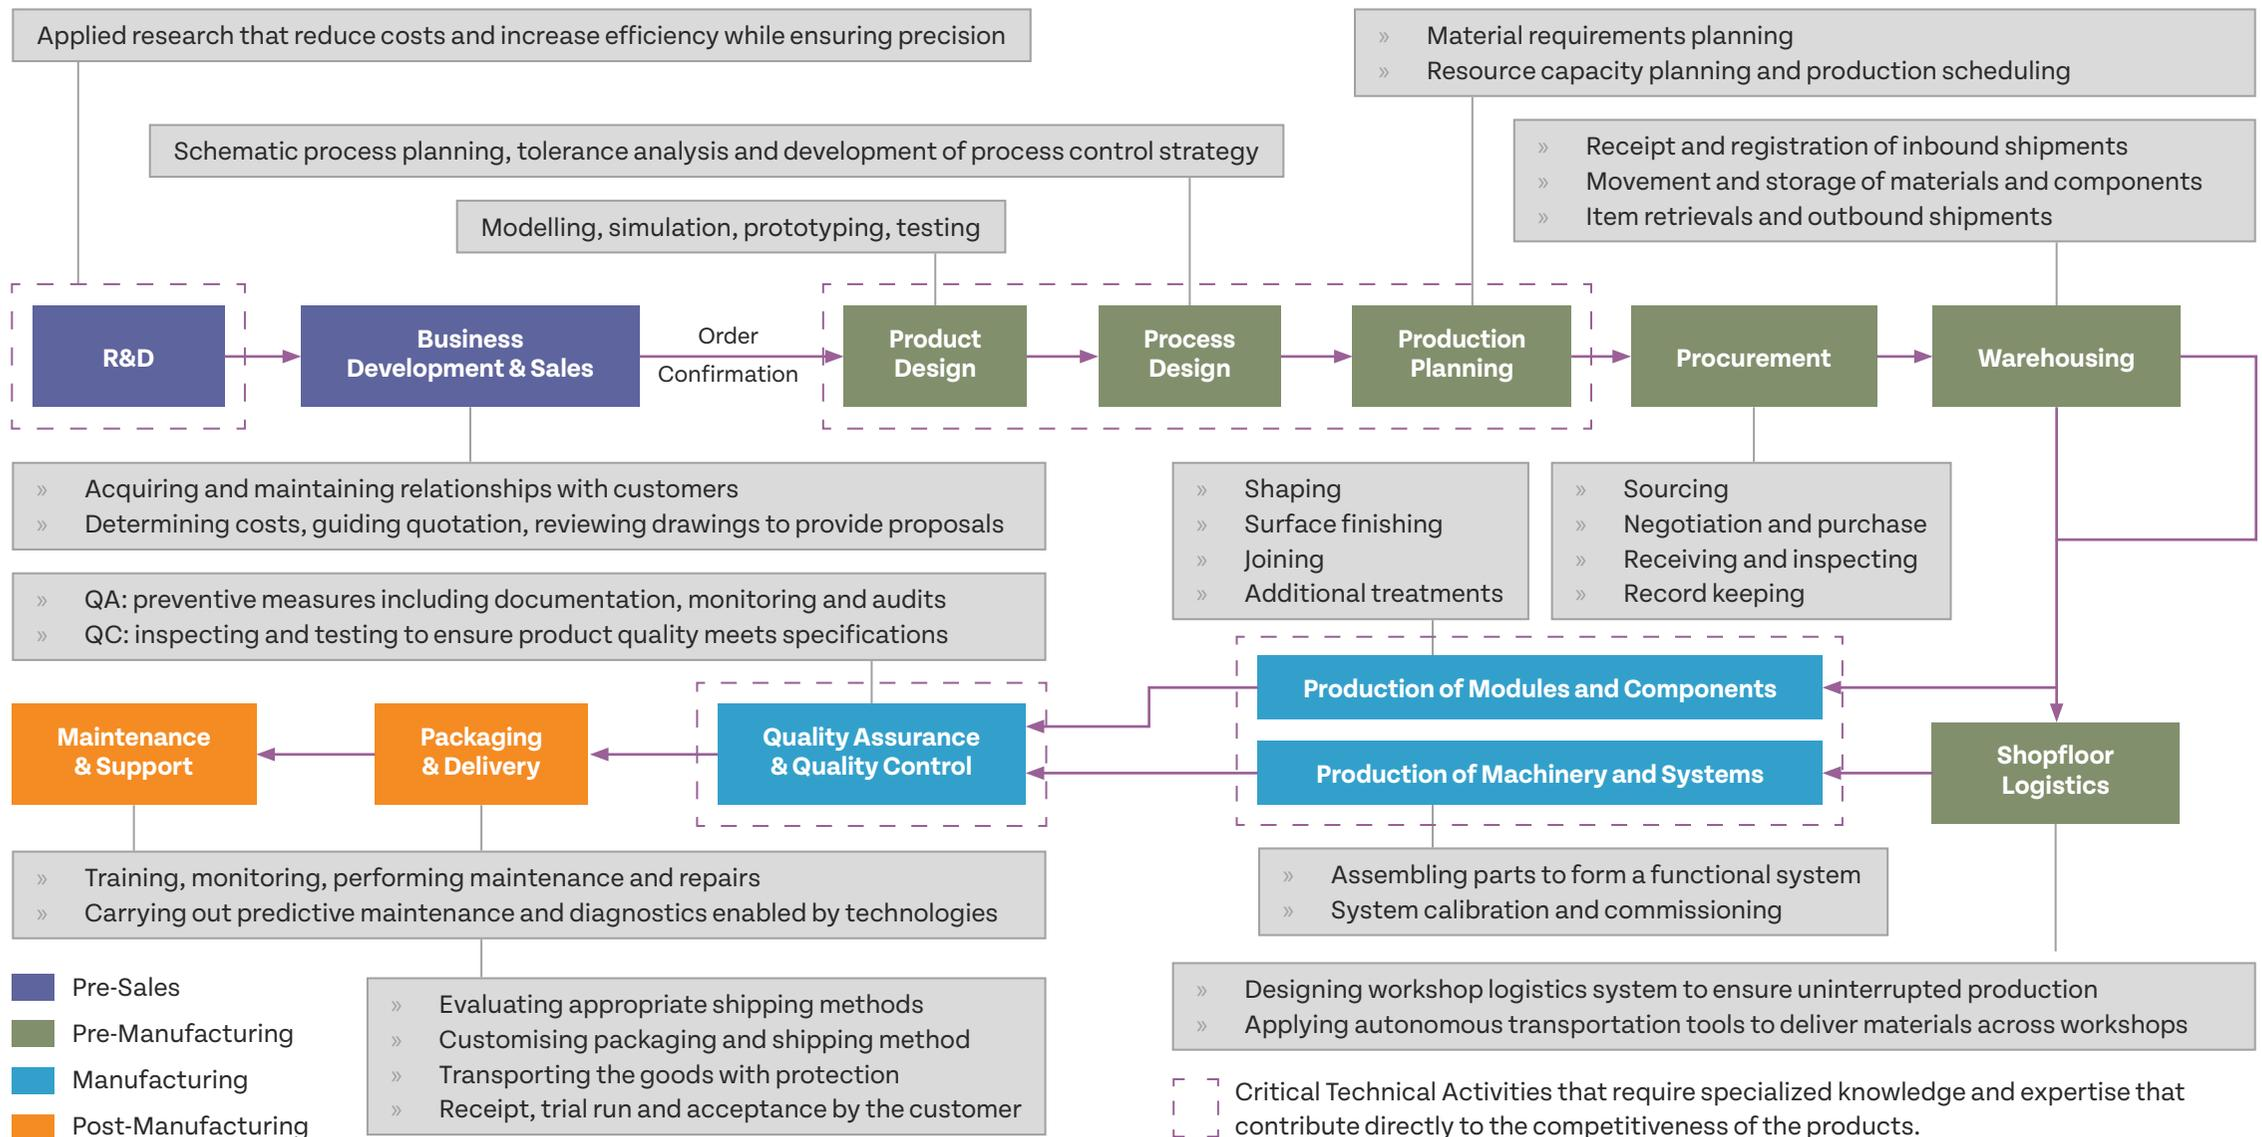 Applied research that reduce costs and increase efficiency while ensuring precision
» Material requirements planning
» Resource capacity planning and production scheduling
Schematic process planning, tolerance analysis and development of process control strategy
» Receipt and registration of inbound shipments
» Movement and storage of materials and components
» Item retrievals and outbound shipments
Modelling, simulation, prototyping, testing
R&D
Business
Development & Sales
Order
Confirmation
Product
Design
Process
Design
Production
Planning
Procurement
Warehousing
» Acquiring and maintaining relationships with customers
» Determining costs, guiding quotation, reviewing drawings to provide proposals
» Shaping
» Surface finishing
» Joining
» Additional treatments
» Sourcing
» Negotiation and purchase
» Receiving and inspecting
» Record keeping
» QA: preventive measures including documentation, monitoring and audits
» QC: inspecting and testing to ensure product quality meets specifications
Maintenance
& Support
Packaging
& Delivery
Quality Assurance
& Quality Control
Production of Modules and Components
Production of Machinery and Systems
Shopfloor
Logistics
» Training, monitoring, performing maintenance and repairs
» Carrying out predictive maintenance and diagnostics enabled by technologies
» Assembling parts to form a functional system
» System calibration and commissioning
» Designing workshop logistics system to ensure uninterrupted production
» Applying autonomous transportation tools to deliver materials across workshops
Pre-Sales
Pre-Manufacturing
Manufacturing
Post-Manufacturing
» Evaluating appropriate shipping methods
» Customising packaging and shipping method
» Transporting the goods with protection
» Receipt, trial run and acceptance by the customer
Critical Technical Activities that require specialized knowledge and expertise that
contribute directly to the competitiveness of the products.